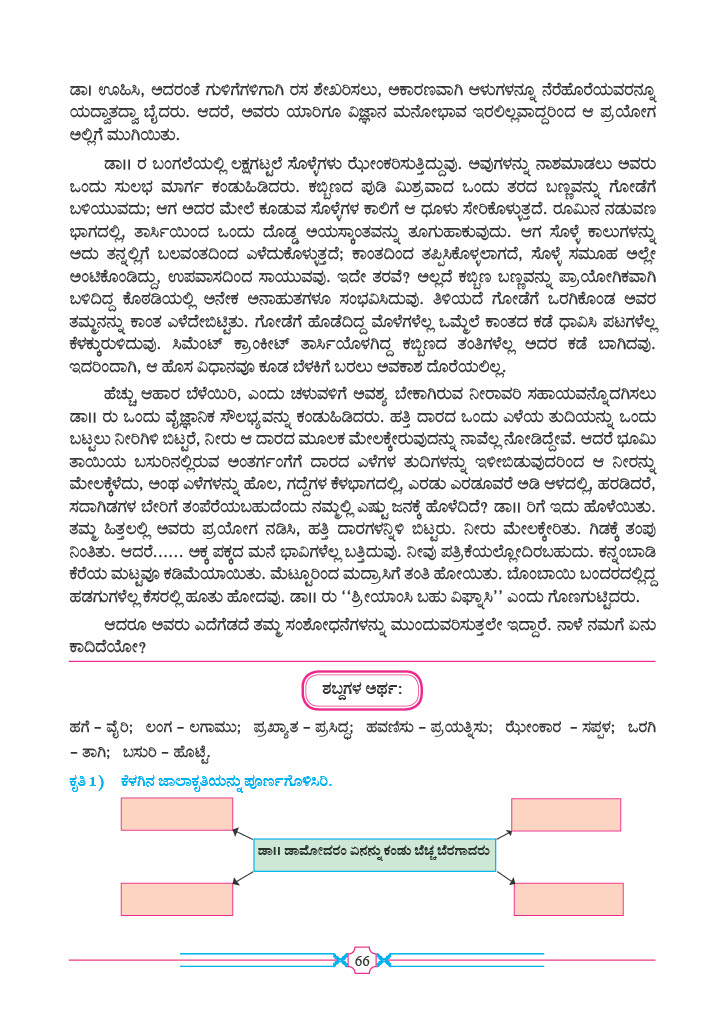 ಡಾ। ಊಹಿಸಿ, ಅದರಂತೆ ಗುಳಿಗೆಗಳಿಗಾಗಿ ರಸ ಶೇಖರಿಸಲು, ಅಕಾರಣವಾಗಿ ಆಳುಗಳನ್ನೂ ನೆರೆಹೊರೆಯವರನ್ನೂ
ಯದ್ವಾತದ್ವಾ ಬೈದರು. ಆದರೆ, ಅವರು ಯಾರಿಗೂ ವಿಜ್ಞಾನ ಮನೋಭಾವ ಇರಲಿಲ್ಲವಾದ್ದರಿಂದ ಆ ಪ್ರಯೋಗ
ಅಲ್ಲಿಗೆ ಮುಗಿಯಿತು.
ಡಾ।। ರ ಬಂಗಲೆಯಲ್ಲಿ ಲಕ್ಷಗಟ್ಟಲೆ ಸೊಳ್ಳೆಗಳು ಝೇಂಕರಿಸುತ್ತಿದ್ದುವು. ಅವುಗಳನ್ನು ನಾಶಮಾಡಲು ಅವರು
ಒಂದು ಸುಲಭ ಮಾರ್ಗ ಕಂಡುಹಿಡಿದರು. ಕಬ್ಬಿಣದ ಪುಡಿ ಮಿಶ್ರವಾದ ಒಂದು ತರದ ಬಣ್ಣವನ್ನು ಗೋಡೆಗೆ
ಬಳಿಯುವದು; ಆಗ ಅದರ ಮೇಲೆ ಕೂಡುವ ಸೊಳ್ಳೆಗಳ ಕಾಲಿಗೆ ಆ ಧೂಳು ಸೇರಿಕೊಳ್ಳುತ್ತದೆ. ರೂಮಿನ ನಡುವಣ
ಭಾಗದಲ್ಲಿ, ತಾರ್ಸಿಯಿಂದ ಒಂದು ದೊಡ್ಡ ಅಯಸ್ಕಾಂತವನ್ನು ತೂಗುಹಾಕುವುದು. ಆಗ ಸೊಳ್ಳೆ ಕಾಲುಗಳನ್ನು
ಅದು ತನ್ನಲ್ಲಿಗೆ ಬಲವಂತದಿಂದ ಎಳೆದುಕೊಳ್ಳುತ್ತದೆ; ಕಾಂತದಿಂದ ತಪ್ಪಿಸಿಕೊಳ್ಳಲಾಗದೆ, ಸೊಳ್ಳೆ ಸಮೂಹ ಅಲ್ಲೇ
ಅಂಟಿಕೊಂಡಿದ್ದು, ಉಪವಾಸದಿಂದ ಸಾಯುವವು. ಇದೇ ತರವೆ? ಅಲ್ಲದೆ ಕಬ್ಬಿಣ ಬಣ್ಣವನ್ನು ಪ್ರಾಯೋಗಿಕವಾಗಿ
ಬಳಿದಿದ್ದ ಕೊಠಡಿಯಲ್ಲಿ ಅನೇಕ ಅನಾಹುತಗಳೂ ಸಂಭವಿಸಿದುವು. ತಿಳಿಯದೆ ಗೋಡೆಗೆ ಒರಗಿಕೊಂಡ ಅವರ
ತಮ್ಮನನ್ನು ಕಾಂತ ಎಳೆದೇಬಿಟ್ಟಿತು. ಗೋಡೆಗೆ ಹೊಡೆದಿದ್ದ ಮೊಳೆಗಳೆಲ್ಲ ಒಮ್ಮೆಲೆ ಕಾಂತದ ಕಡೆ ಧಾವಿಸಿ ಪಟಗಳೆಲ್ಲ
ಕೆಳಕ್ಕುರುಳಿದುವು. ಸಿಮೆಂಟ್ ಕ್ರಾಂಕೀಟ್ ತಾರ್ಸಿಯೊಳಗಿದ್ದ ಕಬ್ಬಿಣದ ತಂತಿಗಳೆಲ್ಲ ಅದರ ಕಡೆ ಬಾಗಿದವು.
ಇದರಿಂದಾಗಿ, ಆ ಹೊಸ ವಿಧಾನವೂ ಕೂಡ ಬೆಳಕಿಗೆ ಬರಲು ಅವಕಾಶ ದೊರೆಯಲಿಲ್ಲ.
ಹೆಚ್ಚು ಆಹಾರ ಬೆಳೆಯಿರಿ, ಎಂದು ಚಳುವಳಿಗೆ ಅವಶ್ಯ ಬೇಕಾಗಿರುವ ನೀರಾವರಿ ಸಹಾಯವನ್ನೊದಗಿಸಲು
ಡಾ।। ರು ಒಂದು ವೈಜ್ಞಾನಿಕ ಸೌಲಭ್ಯವನ್ನು ಕಂಡುಹಿಡಿದರು. ಹತ್ತಿ ದಾರದ ಒಂದು ಎಳೆಯ ತುದಿಯನ್ನು ಒಂದು
ಬಟ್ಟಲು ನೀರಿಗಿಳಿ ಬಿಟ್ಟರೆ, ನೀರು ಆ ದಾರದ ಮೂಲಕ ಮೇಲಕ್ಕೇರುವುದನ್ನು ನಾವೆಲ್ಲ ನೋಡಿದ್ದೇವೆ. ಆದರೆ ಭೂಮಿ
ತಾಯಿಯ ಬಸುರಿನಲ್ಲಿರುವ ಅಂತರ್ಗಂಗೆಗೆ ದಾರದ ಎಳೆಗಳ ತುದಿಗಳನ್ನು ಇಳೀಬಿಡುವುದರಿಂದ ಆ ನೀರನ್ನು
ಮೇಲಕ್ಕೆಳೆದು, ಅಂಥ ಎಳೆಗಳನ್ನು ಹೊಲ, ಗದ್ದೆಗಳ ಕೆಳಭಾಗದಲ್ಲಿ, ಎರಡು ಎರಡೂವರೆ ಅಡಿ ಆಳದಲ್ಲಿ, ಹರಡಿದರೆ,
ಸದಾಗಿಡಗಳ ಬೇರಿಗೆ ತಂಪೆರೆಯಬಹುದೆಂದು ನಮ್ಮಲ್ಲಿ ಎಷ್ಟು ಜನಕ್ಕೆ ಹೊಳೆದಿದೆ? ಡಾ।। ರಿಗೆ ಇದು ಹೊಳೆಯಿತು.
ತಮ್ಮ ಹಿತ್ತಲಲ್ಲಿ ಅವರು ಪ್ರಯೋಗ ನಡಿಸಿ, ಹತ್ತಿ ದಾರಗಳನ್ನಿಳಿ ಬಿಟ್ಟರು. ನೀರು ಮೇಲಕ್ಕೇರಿತು. ಗಿಡಕ್ಕೆ ತಂಪು
ನಿಂತಿತು. ಆದರೆ...... ಅಕ್ಕ ಪಕ್ಕದ ಮನೆ ಭಾವಿಗಳೆಲ್ಲ ಬತ್ತಿದುವು. ನೀವು ಪತ್ರಿಕೆಯಲ್ಲೋದಿರಬಹುದು. ಕನ್ನಂಬಾಡಿ
ಕೆರೆಯ ಮಟ್ಟವೂ ಕಡಿಮೆಯಾಯಿತು. ಮೆಟ್ಟೂರಿಂದ ಮದ್ರಾಸಿಗೆ ತಂತಿ ಹೋಯಿತು. ಬೊಂಬಾಯಿ ಬಂದರದಲ್ಲಿದ್ದ
ಹಡಗುಗಳೆಲ್ಲ ಕೆಸರಲ್ಲಿ ಹೂತು ಹೋದವು. ಡಾ।। ರು ‘‘ಶ್ರೀಯಾಂಸಿ ಬಹು ವಿಘ್ನಾಸಿ’’ ಎಂದು ಗೊಣಗುಟ್ಟಿದರು.
ಆದರೂ ಅವರು ಎದೆಗೆಡದೆ ತಮ್ಮ ಸಂಶೋಧನೆಗಳನ್ನು ಮುಂದುವರಿಸುತ್ತಲೇ ಇದ್ದಾರೆ. ನಾಳೆ ನಮಗೆ ಏನು
ಕಾದಿದೆಯೋ?
ಶಬ್ದಗಳ ಅರ್ಥ:
ಹಗೆ – ವೈರಿ; ಲಂಗ – ಲಗಾಮು; ಪ್ರಖ್ಯಾತ – ಪ್ರಸಿದ್ಧ; ಹವಣಿಸು – ಪ್ರಯತ್ನಿಸು; ಝೇಂಕಾರ – ಸಪ್ಪಳ; ಒರಗಿ
– ತಾಗಿ; ಬಸುರಿ – ಹೊಟ್ಟೆ.
ಕೃತಿ 1) ಕೆಳಗಿನ ಜಾಲಾಕೃತಿಯನ್ನು ಪೂರ್ಣಗೊಳಿಸಿರಿ.
ಡಾ।। ಡಾಮೋದರಂ ಏನನ್ನು ಕಂಡು ಬೆಚ್ಚ ಬೆರಗಾದರು
66